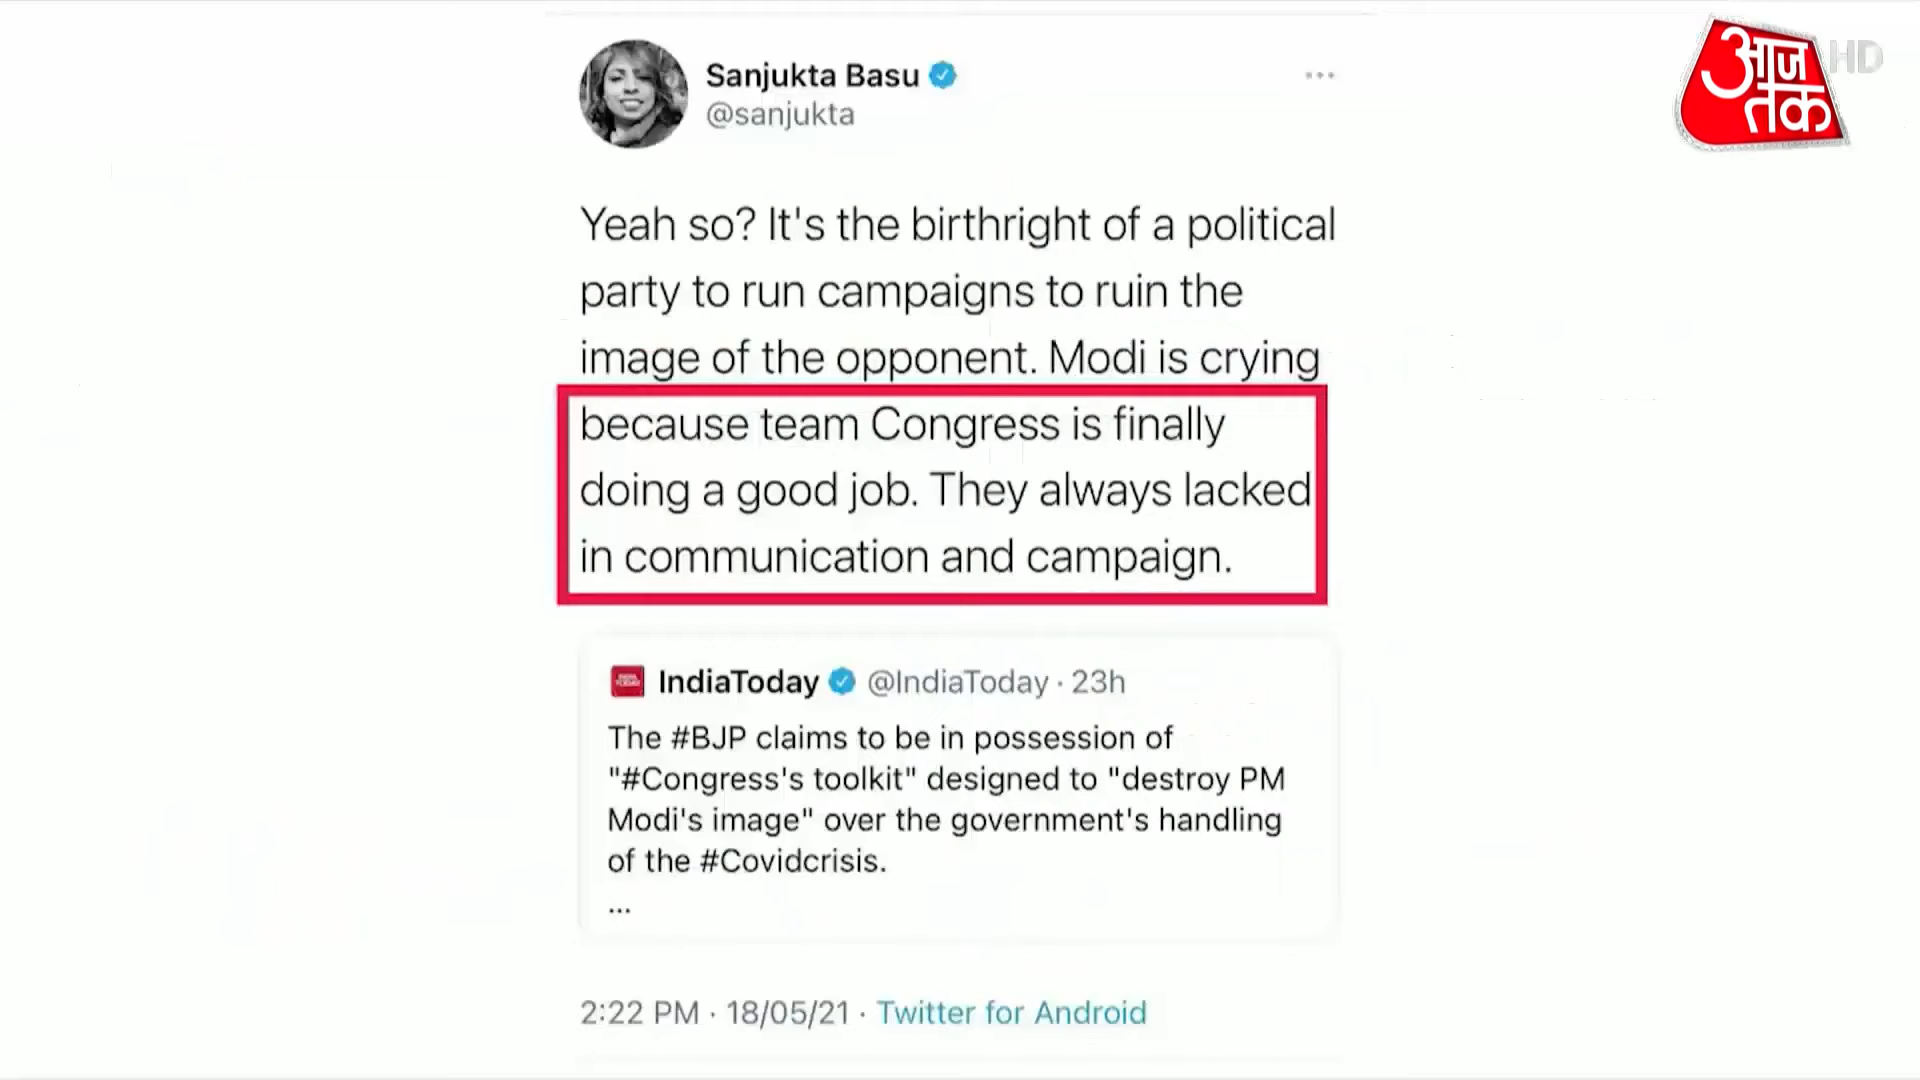 आज तक HD
Sanjukta Basu
@sanjukta
Yeah so? It's the birthright of a political
party to run campaigns to ruin the
image of the opponent. Modi is crying
because team Congress is finally
doing a good job. They always lacked
in communication and campaign.
IndiaToday @IndiaToday · 23h
The #BJP claims to be in possession of
"#Congress's toolkit" designed to "destroy PM
Modi's image" over the government's handling
of the #Covidcrisis.
...
2:22 PM · 18/05/21 · Twitter for Android